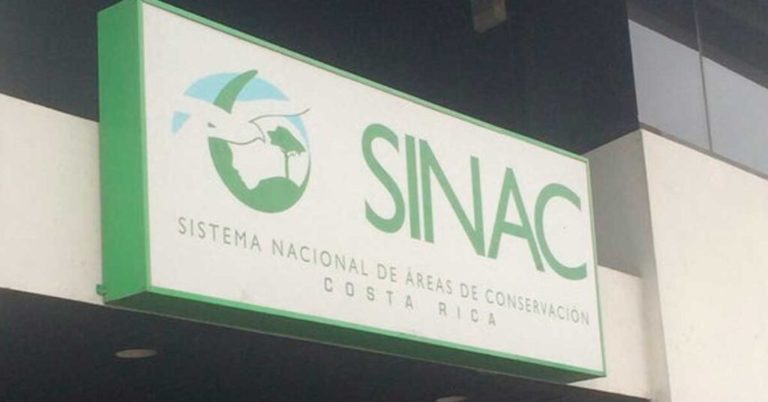 SINAC
SISTEMA NACIONAL DE ÁREAS DE CONSERVACIÓN
COSTA RICA